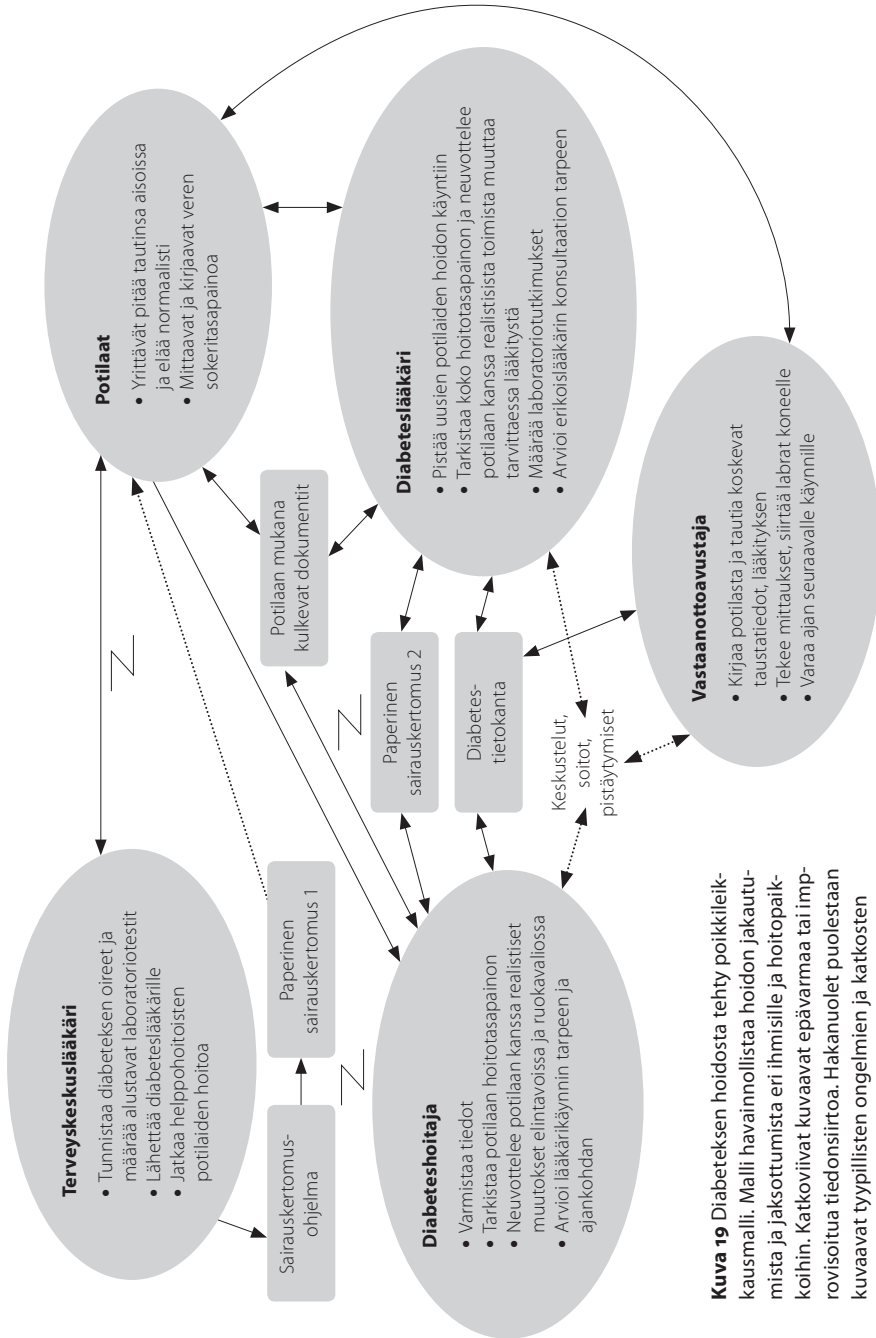 Terveyskeskuslääkäri
• Tunnistaa diabeteksen oireet ja
määrää alustavat laboratoriotestit
• Lähettää diabeteslääkärille
• Jatkaa helppohoitoisten
potilaiden hoitoa
Potilaat
• Yrittävät pitää tautinsa aisoissa
ja elää normaalisti
• Mittaavat ja kirjaavat veren
sokeritasapainoa
Sairauskertomus-
ohjelma
Paperinen
sairauskertomus 1
Potilaan mukana
kulkevat dokumentit
Diabeteshoitaja
• Varmistaa tiedot
• Tarkistaa potilaan hoitotasapainon
• Neuvottelee potilaan kanssa realistiset
muutokset elintavoissa ja ruokavaliossa
• Arvioi lääkärikäynnin tarpeen ja
ajankohdan
Paperinen
sairauskertomus 2
Diabetes-
tietokanta
Keskustelut,
soitot,
pistäytymiset
Diabeteslääkäri
• Pistää uusien potilaiden hoidon käyntiin
• Tarkistaa koko hoitotasapainon ja neuvottelee
potilaan kanssa realistisista toimista muuttaa
tarvittaessa lääkitystä
• Määrää laboratoriotutkimukset
• Arvioi erikoislääkärin konsultaation tarpeen
Vastaanottoavustaja
• Kirjaa potilasta ja tautia koskevat
taustatiedot, lääkityksen
• Tekee mittaukset, siirtää labrat koneelle
• Varaa ajan seuraavalle käynnille
Kuva 19 Diabeteksen hoidosta tehty poikkileik-
kausmalli. Malli havainnollistaa hoidon jakautu-
mista ja jaksottumista eri ihmisille ja hoitopaik-
koihin. Katkoviivat kuvaavat epävarmaa tai imp-
rovisoitua tiedonsiirtoa. Hakanuolet puolestaan
kuvaavat tyypillisten ongelmien ja katkosten